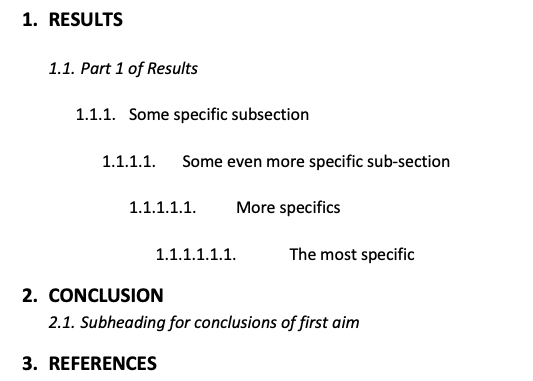 1. RESULTS
1.1. Part 1 of Results
1.1.1. Some specific subsection
1.1.1.1. Some even more specific sub-section
1.1.1.1.1. More specifics
1.1.1.1.1.1. The most specific
2. CONCLUSION
2.1. Subheading for conclusions of first aim
3. REFERENCES